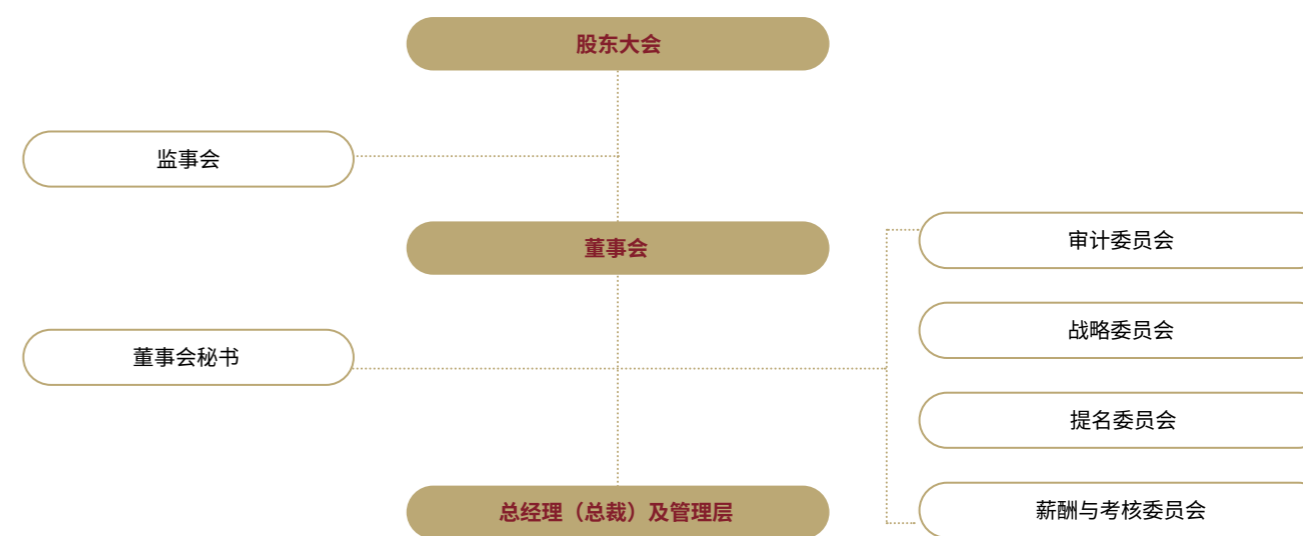 股东大会
监事会
董事会
审计委员会
战略委员会
董事会秘书
提名委员会
总经理（总裁）及管理层
薪酬与考核委员会